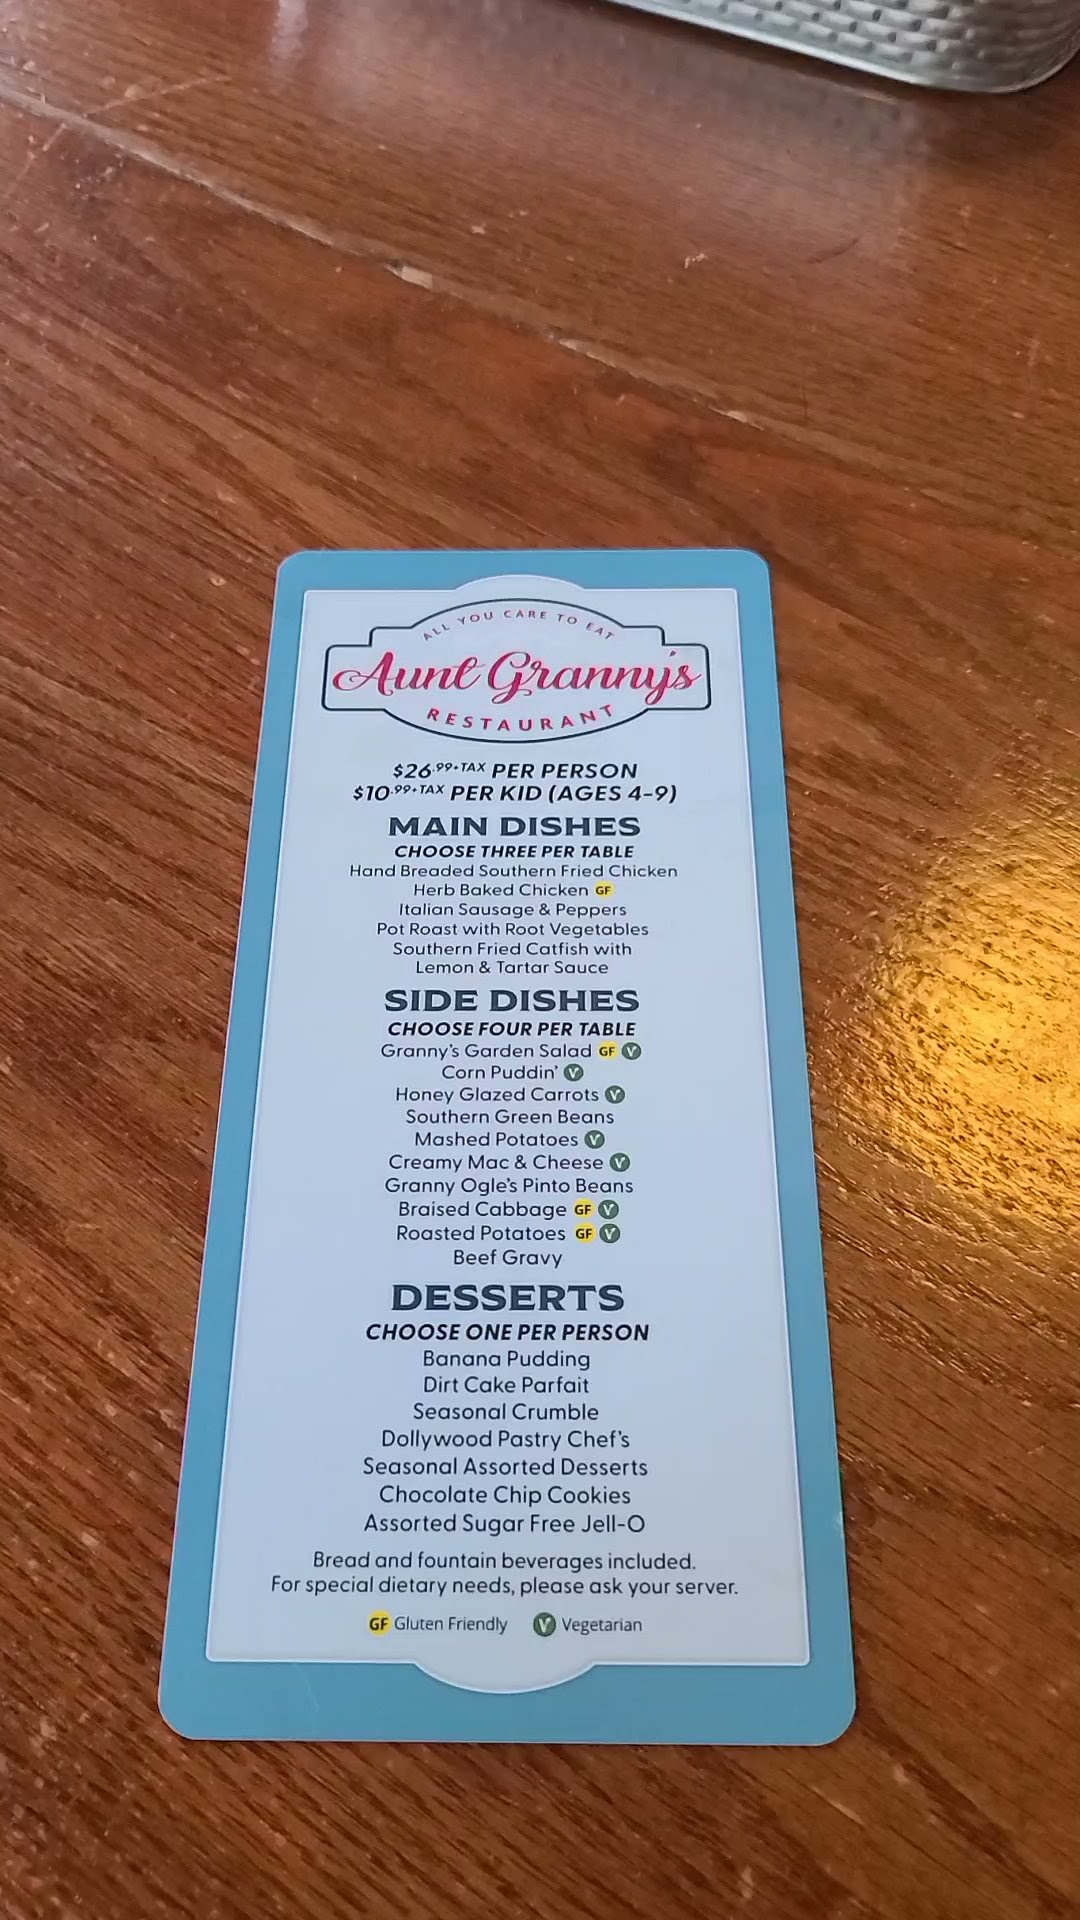 ALL YOU CARE TO EAT
Aunt Granny's
RESTAURANT
$26.99+TAX PER PERSON
$10.99+TAX PER KID (AGES 4-9)
MAIN DISHES
CHOOSE THREE PER TABLE
Hand Breaded Southern Fried Chicken
Herb Baked Chicken GF
Italian Sausage & Peppers
Pot Roast with Root Vegetables
Southern Fried Catfish with
Lemon & Tartar Sauce
SIDE DISHES
CHOOSE FOUR PER TABLE
Granny's Garden Salad GF V
Corn Puddin' V
Honey Glazed Carrots V
Southern Green Beans
Mashed Potatoes V
Creamy Mac & Cheese V
Granny Ogle's Pinto Beans
Braised Cabbage GF V
Roasted Potatoes GF V
Beef Gravy
DESSERTS
CHOOSE ONE PER PERSON
Banana Pudding
Dirt Cake Parfait
Seasonal Crumble
Dollywood Pastry Chef's
Seasonal Assorted Desserts
Chocolate Chip Cookies
Assorted Sugar Free Jell-O
Bread and fountain beverages included.
For special dietary needs, please ask your server.
GF Gluten Friendly V Vegetarian